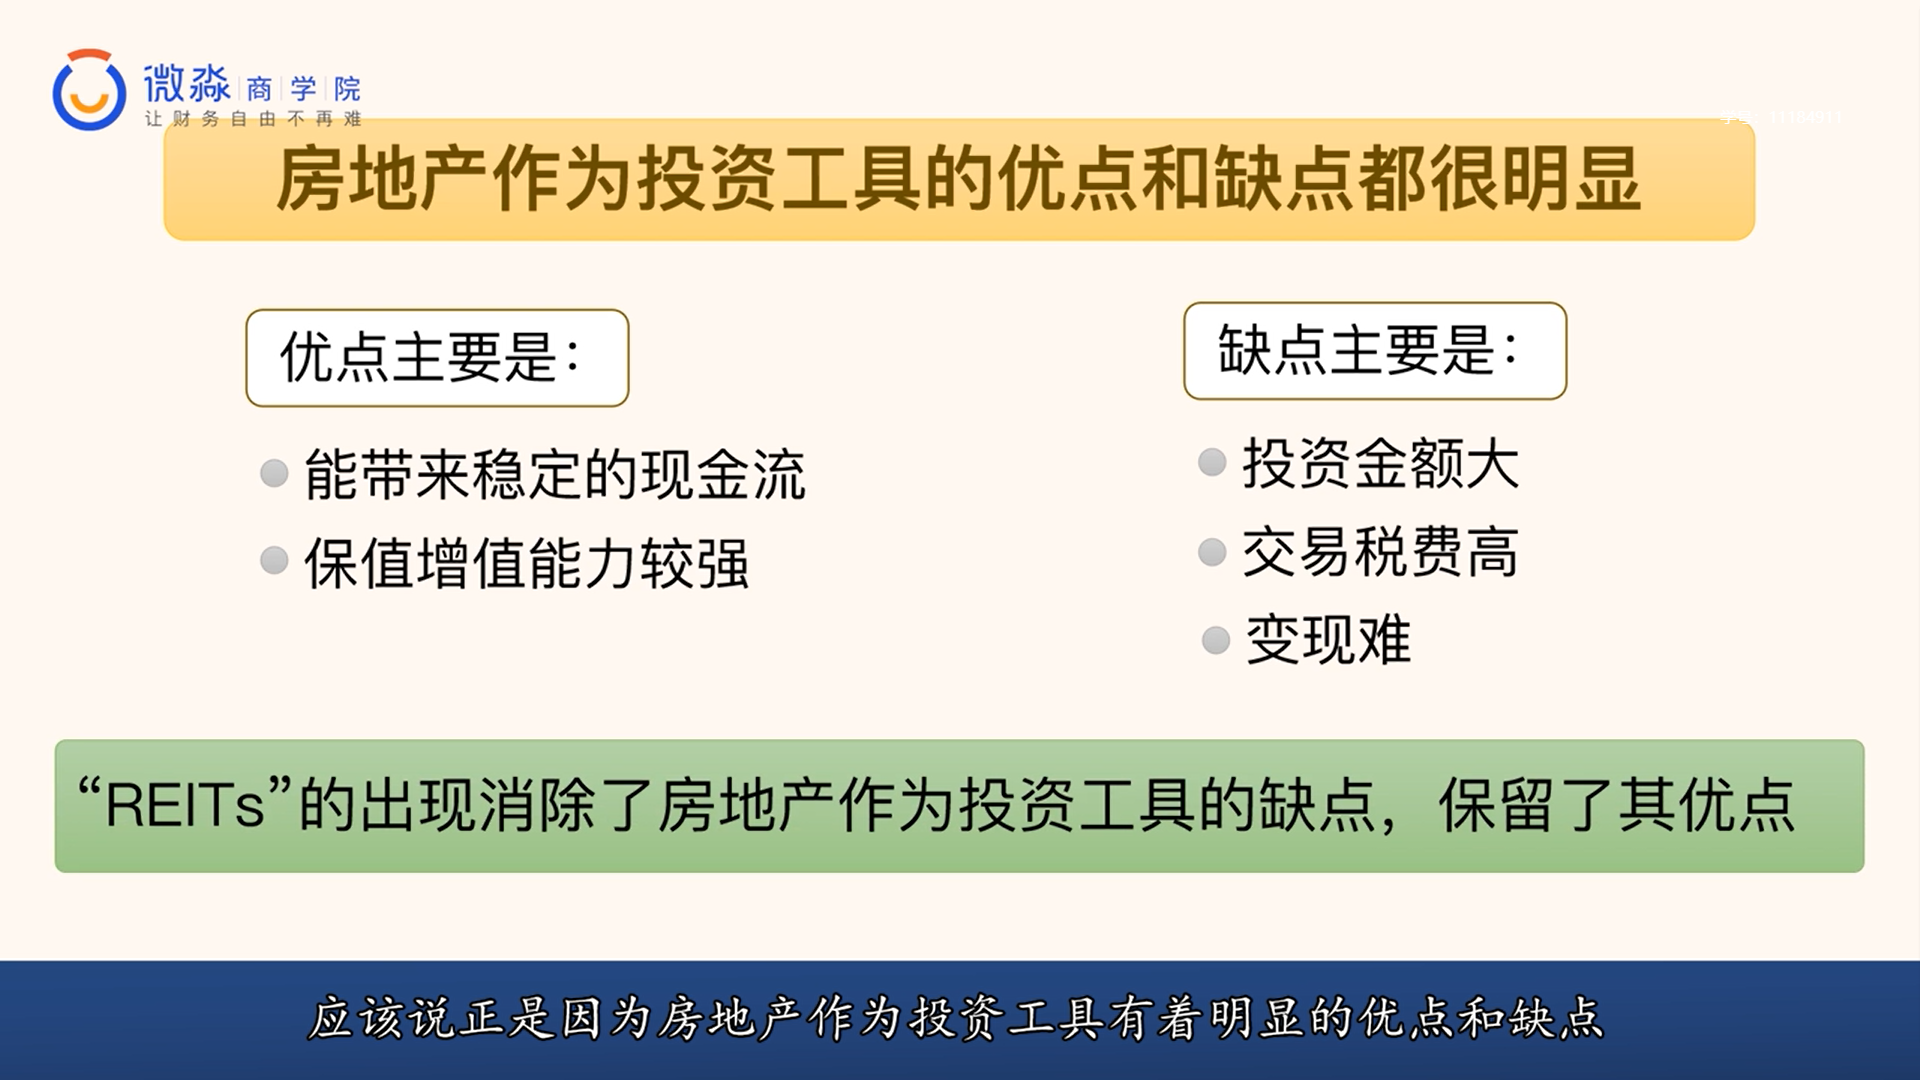 微淼 商 学 院
让财务自由不再难
房地产作为投资工具的优点和缺点都很明显
优点主要是：
能带来稳定的现金流
保值增值能力较强
缺点主要是：
投资金额大
交易税费高
变现难
“REITs”的出现消除了房地产作为投资工具的缺点，保留了其优点
应该说正是因为房地产作为投资工具有着明显的优点和缺点